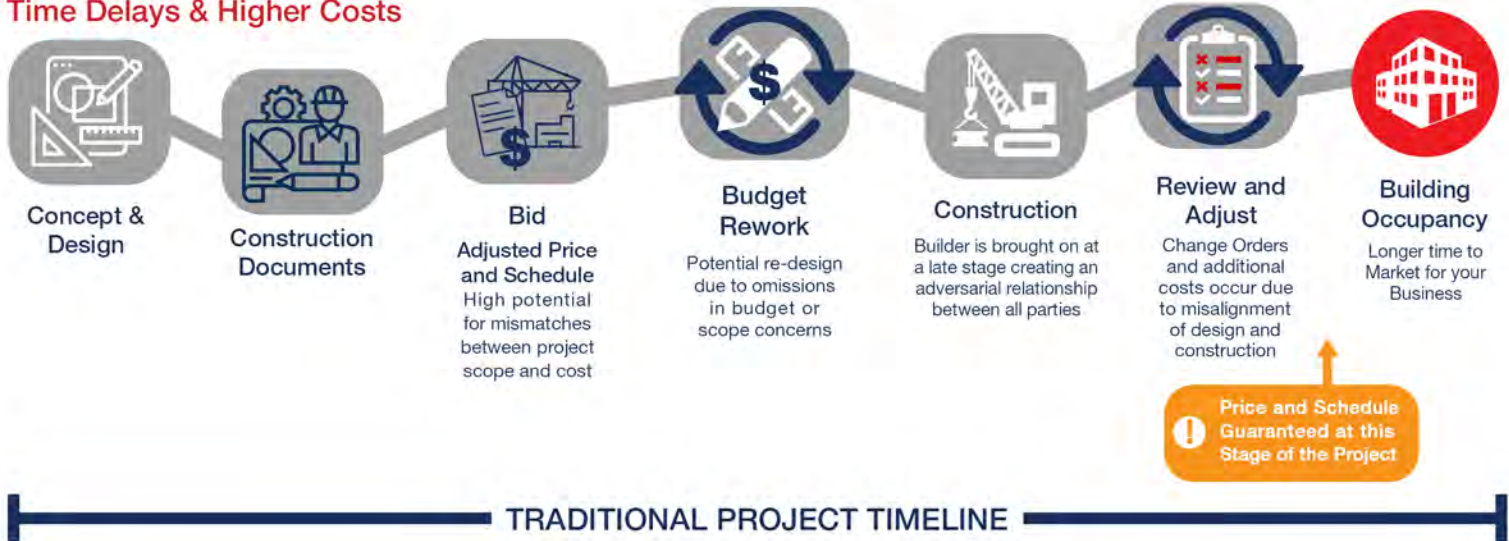 Time Delays & Higher Costs
$
$
Concept &
Design
Construction
Documents
Bid
Adjusted Price
and Schedule
High potential
for mismatches
between project
scope and cost
Budget
Rework
Potential re-design
due to omissions
in budget or
scope concerns
Construction
Builder is brought on at
a late stage creating an
adversarial relationship
between all parties
Review and
Adjust
Change Orders
and additional
costs occur due
to misalignment
of design and
construction
Building
Occupancy
Longer time to
Market for your
Business
!
Price and Schedule
Guaranteed at this
Stage of the Project
TRADITIONAL PROJECT TIMELINE